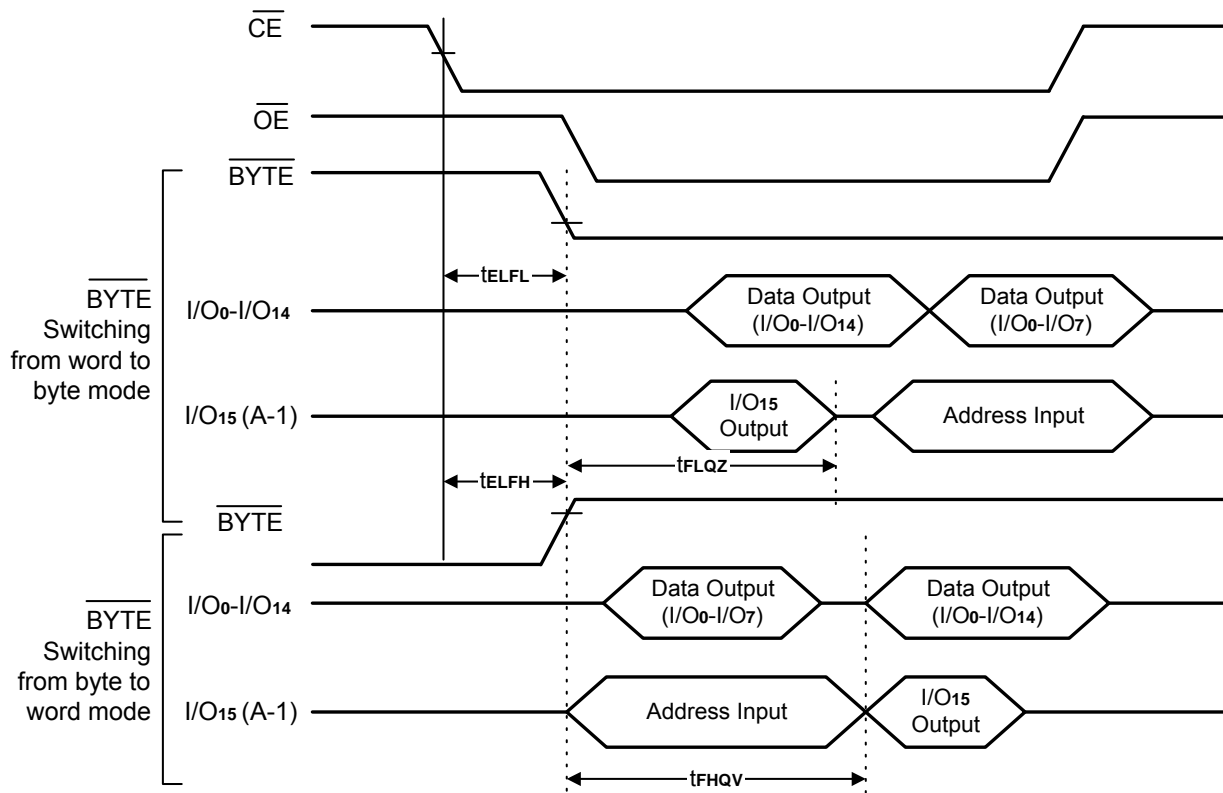 CE
OE
BYTE
tELFL
BYTE
Switching
from word to
byte mode
I/O0-I/O14
Data Output
(I/O0-I/O14)
Data Output
(I/O0-I/O7)
I/O15 (A-1)
I/O15
Output
Address Input
tELFH
tFLQZ
BYTE
BYTE
Switching
from byte to
word mode
I/O0-I/O14
Data Output
(I/O0-I/O7)
Data Output
(I/O0-I/O14)
I/O15 (A-1)
Address Input
I/O15
Output
tFHQV